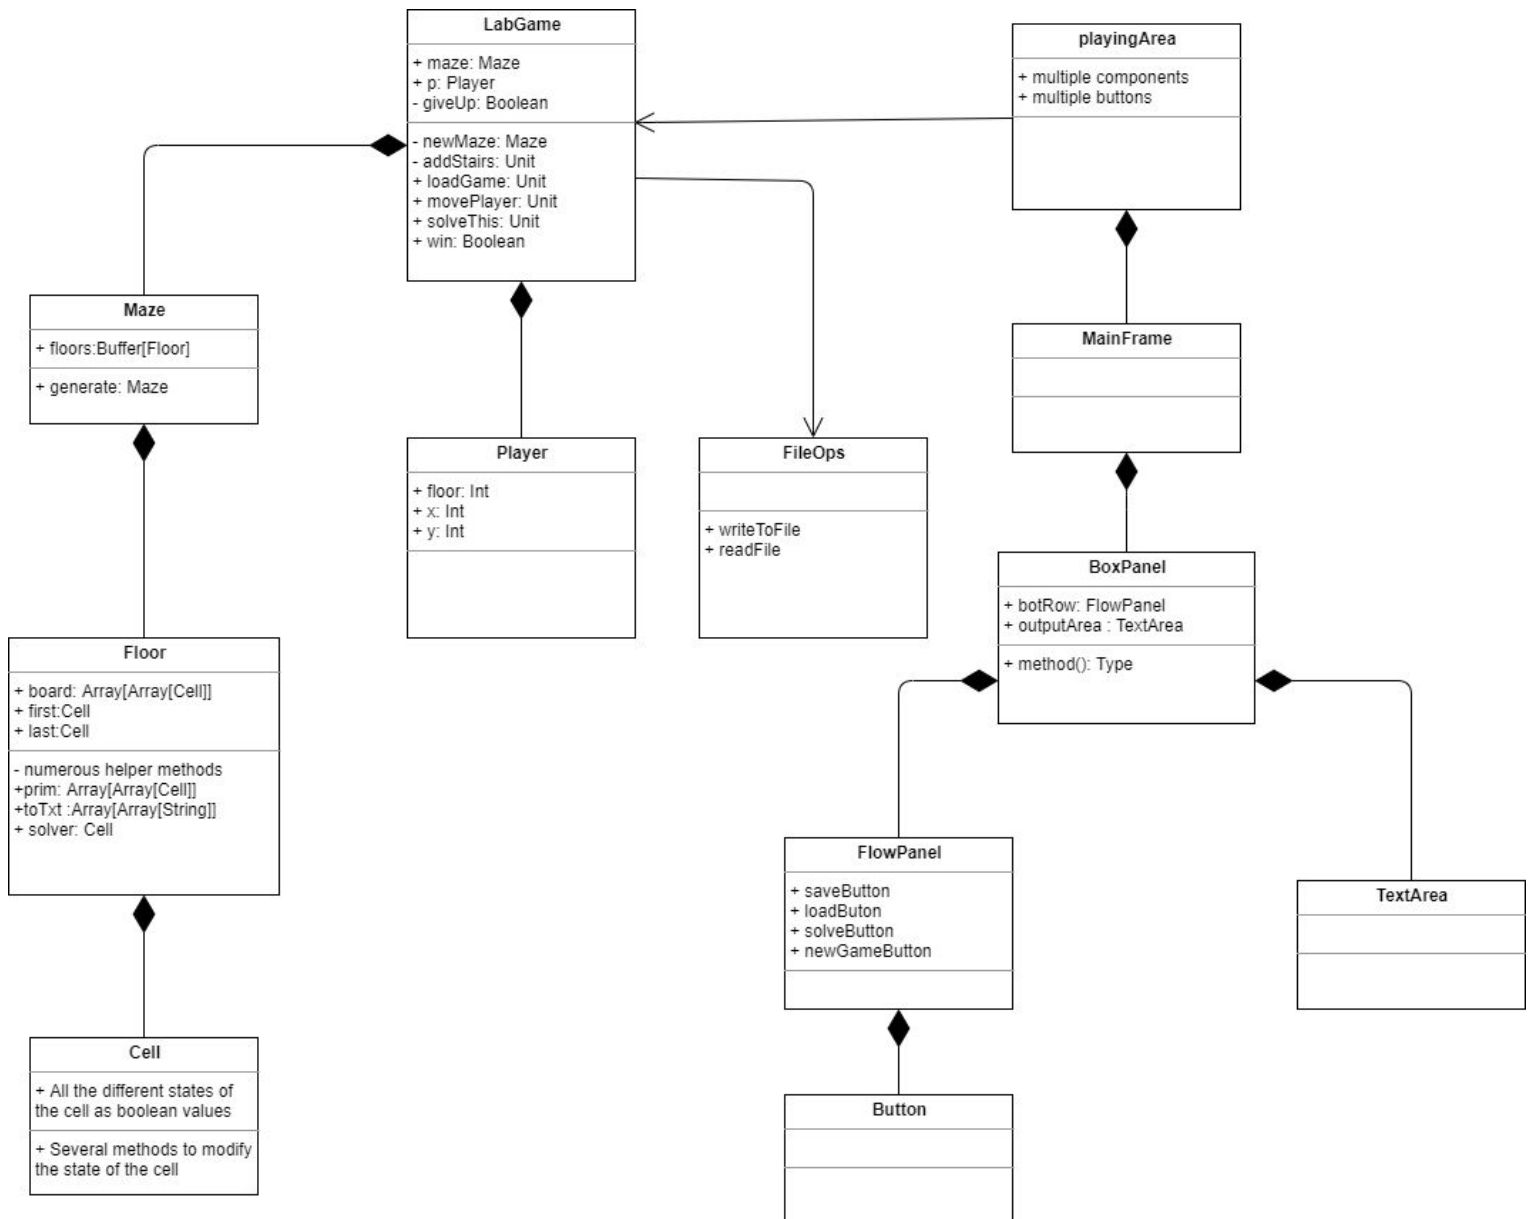 LabGame
+ maze: Maze
+ p: Player
- giveUp: Boolean
- newMaze: Maze
- addStairs: Unit
+ loadGame: Unit
+ movePlayer: Unit
+ solveThis: Unit
+ win: Boolean
playingArea
+ multiple components
+ multiple buttons
Maze
+ floors:Buffer[Floor]
+ generate: Maze
MainFrame
Player
+ floor: Int
+ x: Int
+ y: Int
FileOps
+ writeToFile
+ readFile
BoxPanel
+ botRow: FlowPanel
+ outputArea : TextArea
+ method(): Type
Floor
+ board: Array[Array[Cell]]
+ first:Cell
+ last:Cell
- numerous helper methods
+prim: Array[Array[Cell]]
+toTxt :Array[Array[String]]
+ solver: Cell
FlowPanel
+ saveButton
+ loadButon
+ solveButton
+ newGameButton
TextArea
Cell
+ All the different states of
the cell as boolean values
+ Several methods to modify
the state of the cell
Button